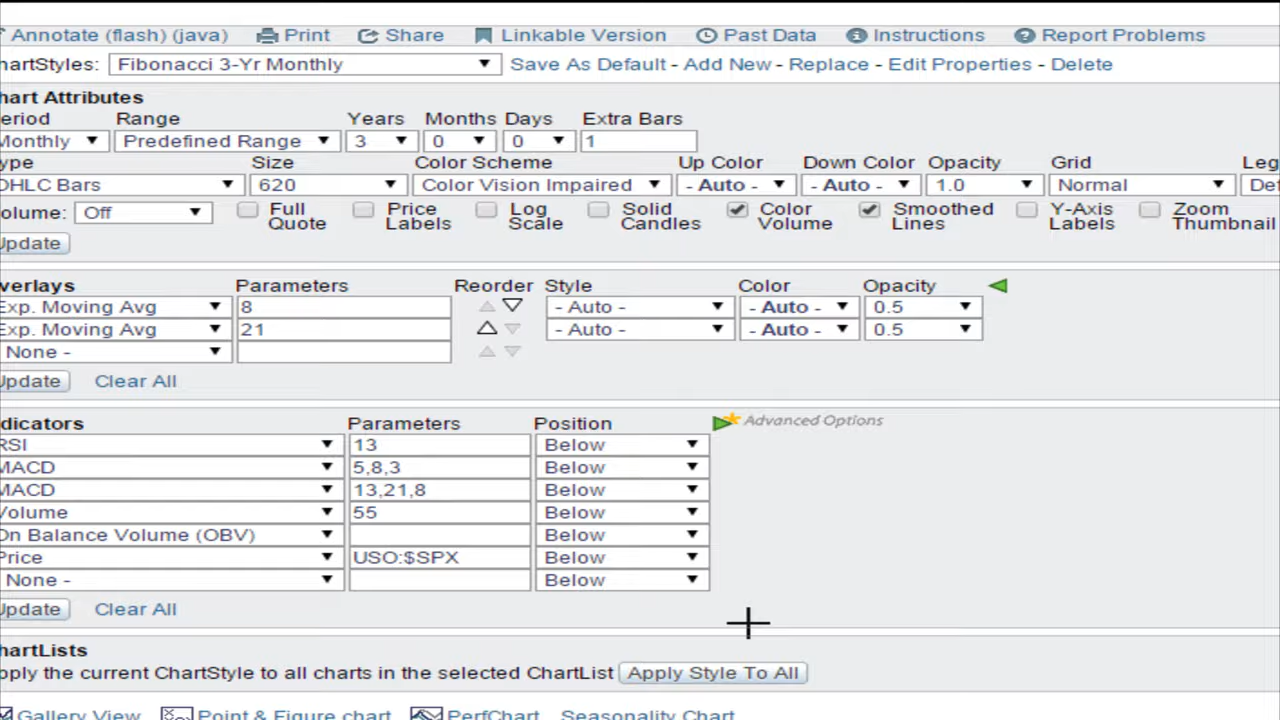 Annotate (flash) (java) Print Share Linkable Version Past Data Instructions Report Problems
hartStyles: Fibonacci 3-Yr Monthly Save As Default - Add New - Replace - Edit Properties - Delete
hart Attributes
eriod Range Years Months Days Extra Bars
Monthly Predefined Range 3 0 0 1
ype Size Color Scheme Up Color Down Color Opacity Grid Leg
OHLC Bars 620 Color Vision Impaired - Auto - - Auto - 1.0 Normal Def
olume: Off Full Quote Price Labels Log Scale Solid Candles Color Volume Smoothed Lines Y-Axis Labels Zoom Thumbnail
Update
verlays Parameters Reorder Style Color Opacity
Exp. Moving Avg 8 - Auto - - Auto - 0.5
Exp. Moving Avg 21 - Auto - - Auto - 0.5
None -
Update Clear All
dicators Parameters Position Advanced Options
RSI 13 Below
MACD 5,8,3 Below
MACD 13,21,8 Below
Volume 55 Below
On Balance Volume (OBV) Below
Price USO:$SPX Below
None - Below
Update Clear All
hartLists
pply the current ChartStyle to all charts in the selected ChartList Apply Style To All
Gallery View Point & Figure chart PerfChart Seasonality Chart